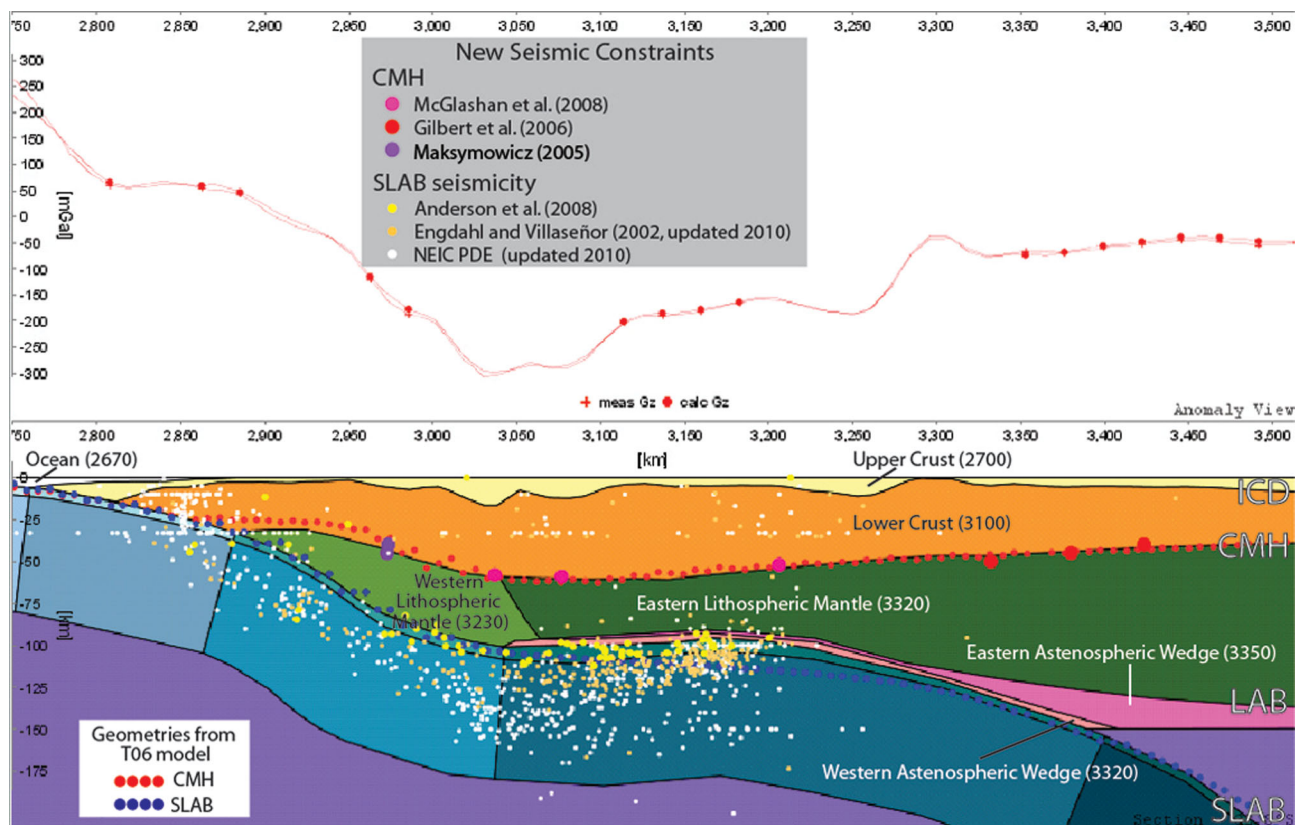 750 2,800 2,850 2,900 2,950 3,000 3,050 3,100 3,150 3,200 3,250 3,300 3,350 3,400 3,450 3,500
300
250
200
150
100
50
0
-50
-100
-150
-200
-250
-300
[mGal]
New Seismic Constraints
CMH
McGlashan et al. (2008)
Gilbert et al. (2006)
Maksymowicz (2005)
SLAB seismicity
Anderson et al. (2008)
Engdahl and Villaseñor (2002, updated 2010)
NEIC PDE (updated 2010)
meas Gz calc Gz
Anomaly View
750 2,800 2,850 2,900 2,950 3,000 3,050 3,100 3,150 3,200 3,250 3,300 3,350 3,400 3,450 3,500
[km]
Ocean (2670)
Upper Crust (2700)
0
-25
-50
-75
-100
-125
-150
-175
[km]
ICD
Lower Crust (3100)
CMH
Western
Lithospheric
Mantle (3230)
Eastern Lithospheric Mantle (3320)
Eastern Astenospheric Wedge (3350)
LAB
Western Astenospheric Wedge (3320)
Geometries from
T06 model
CMH
SLAB
SLAB